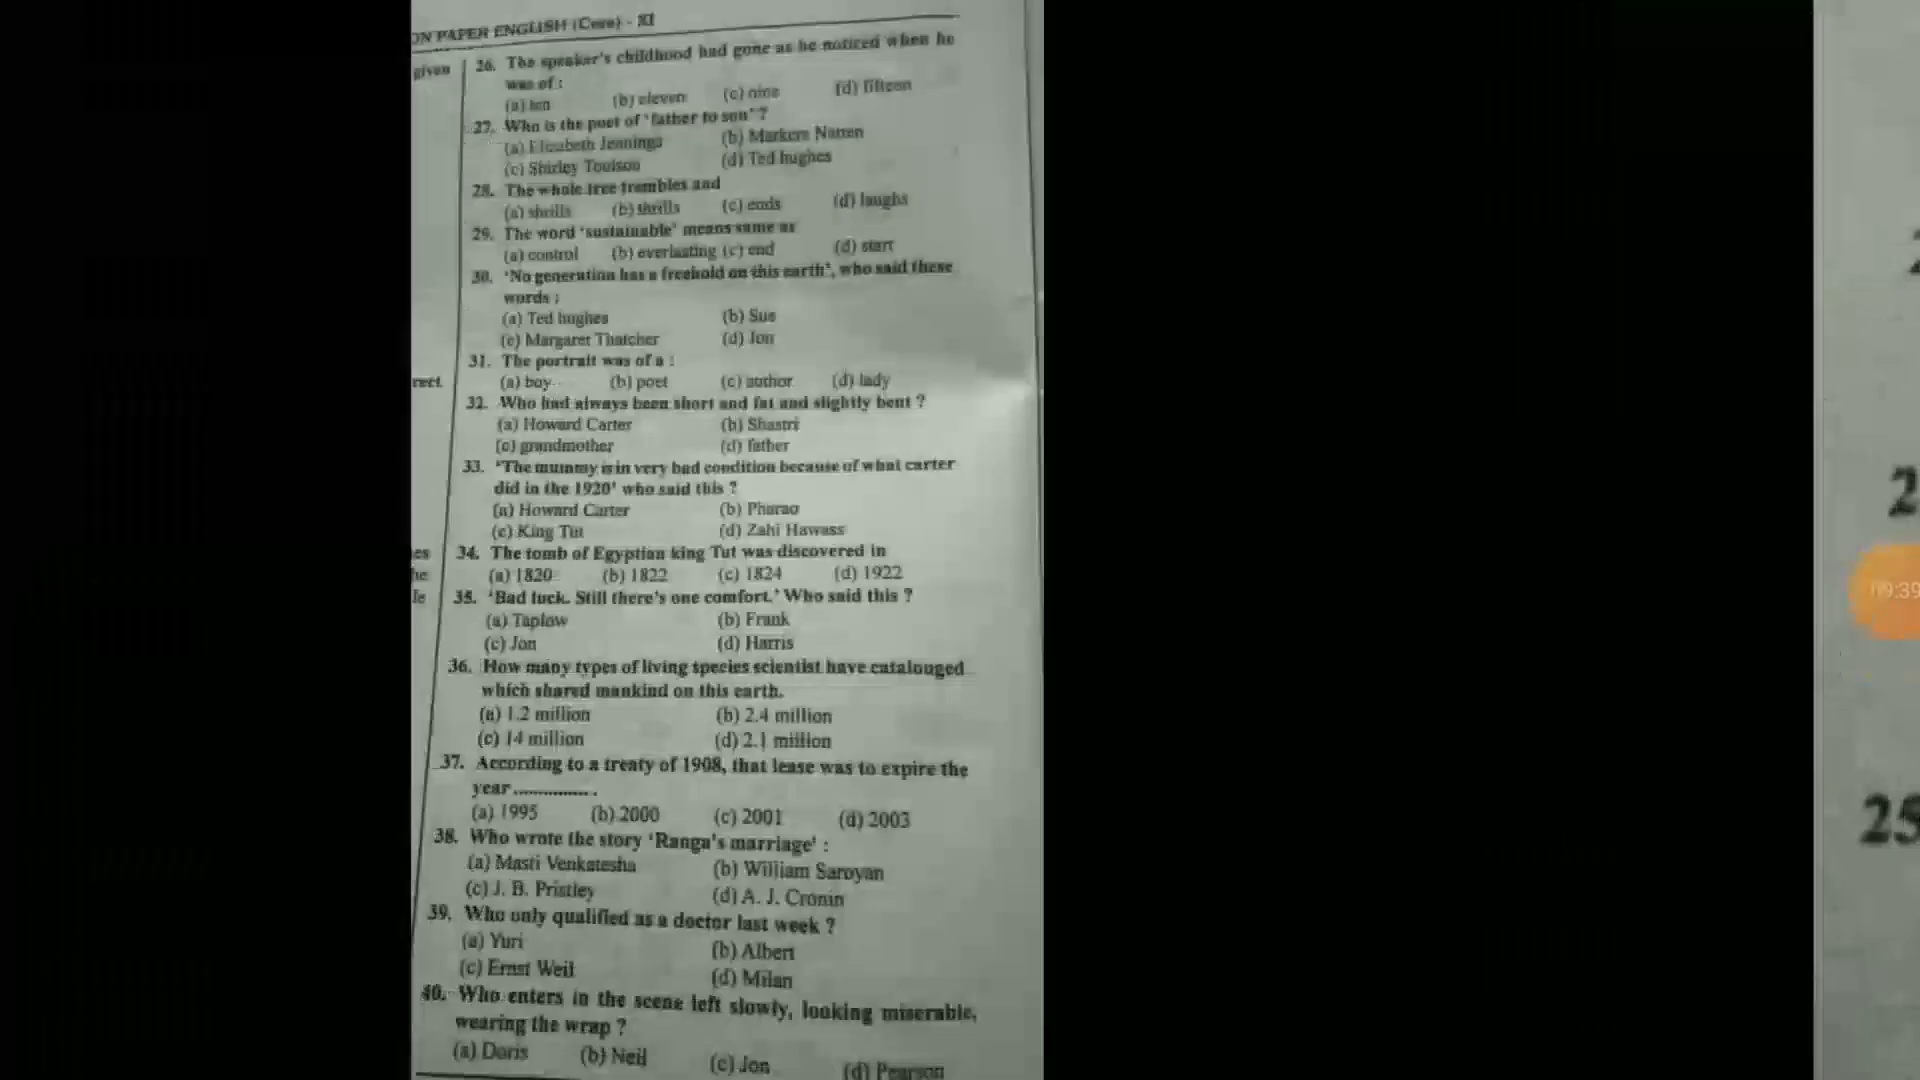 ON PAPER ENGLISH (Core) - XI
given
26. The speaker's childhood had gone as he noticed when he
was of :
(a) ten (b) eleven (c) nine (d) fifteen
27. Who is the poet of 'father to son' ?
(a) Elizabeth Jennings (b) Markem Natten
(c) Shirley Toulson (d) Ted hughes
28. The whole tree trembles and
(a) shrills (b) thrills (c) ends (d) laughs
29. The word 'sustainable' means same as
(a) control (b) everlasting (c) end (d) start
30. 'No generation has a freehold on this earth', who said these
words :
(a) Ted hughes (b) Sue
(c) Margaret Thatcher (d) Jon
31. The portrait was of a :
rect.
(a) boy (b) poet (c) author (d) lady
32. Who had always been short and fat and slightly bent ?
(a) Howard Carter (b) Shastri
(c) grandmother (d) father
33. 'The mummy is in very bad condition because of what carter
did in the 1920' who said this ?
(a) Howard Carter (b) Pharao
(c) King Tut (d) Zahi Hawass
es
34. The tomb of Egyptian king Tut was discovered in
he
(a) 1820 (b) 1822 (c) 1824 (d) 1922
le
35. 'Bad luck. Still there's one comfort.' Who said this ?
(a) Taplow (b) Frank
(c) Jon (d) Harris
36. How many types of living species scientist have catalouged
which shared mankind on this earth.
(a) 1.2 million (b) 2.4 million
(c) 14 million (d) 2.1 million
37. According to a treaty of 1908, that lease was to expire the
year ............... .
(a) 1995 (b) 2000 (c) 2001 (d) 2003
38. Who wrote the story 'Ranga's marriage' :
(a) Masti Venkatesha (b) William Saroyan
(c) J. B. Pristley (d) A. J. Cronin
39. Who only qualified as a doctor last week ?
(a) Yuri (b) Albert
(c) Ernst Weil (d) Milan
40. Who enters in the scene left slowly, looking miserable,
wearing the wrap ?
(a) Doris (b) Neil (c) Jon (d) Pearson
2
09:39
25